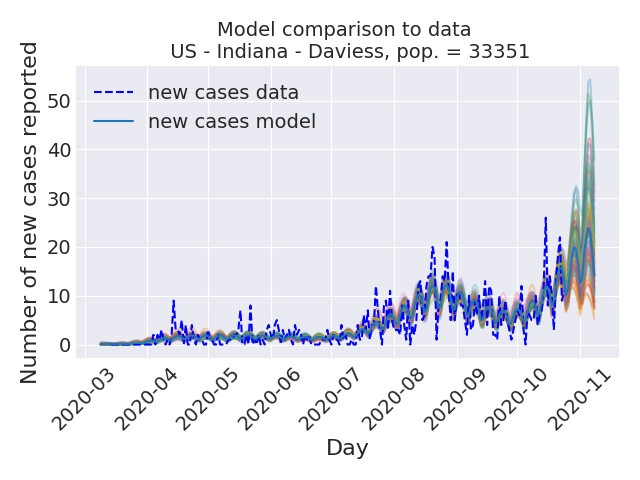 Model comparison to data
US - Indiana - Daviess, pop. = 33351
new cases data
new cases model
Number of new cases reported
50
40
30
20
10
0
2020-03
2020-04
2020-05
2020-06
2020-07
2020-08
2020-09
2020-10
2020-11
Day